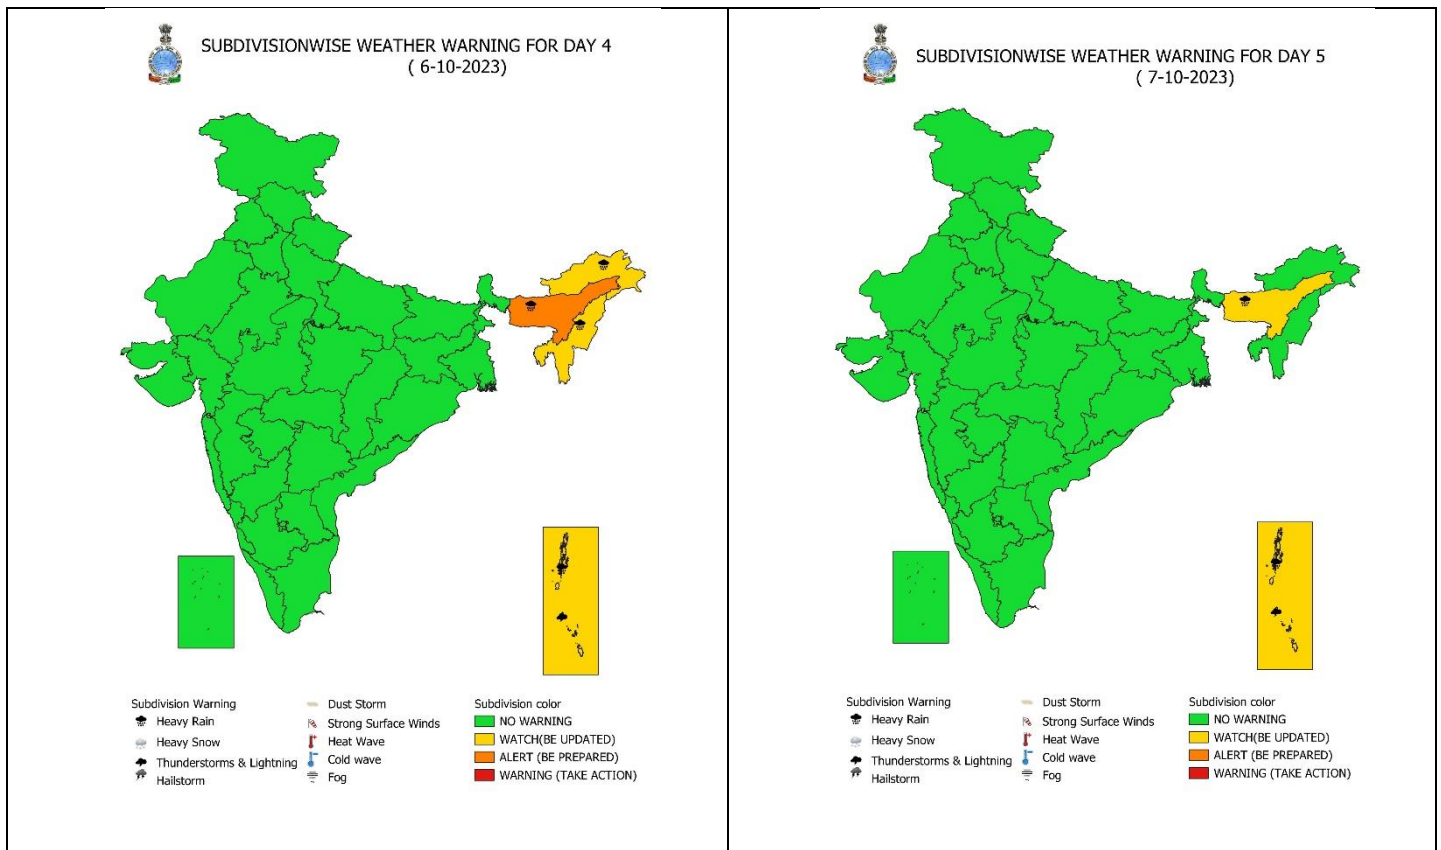 SUBDIVISIONWISE WEATHER WARNING FOR DAY 4
( 6-10-2023)
Subdivision Warning
Heavy Rain
Heavy Snow
Thunderstorms & Lightning
Hailstorm
Dust Storm
Strong Surface Winds
Heat Wave
Cold wave
Fog
Subdivision color
NO WARNING
WATCH(BE UPDATED)
ALERT (BE PREPARED)
WARNING (TAKE ACTION)
SUBDIVISIONWISE WEATHER WARNING FOR DAY 5
( 7-10-2023)
Subdivision Warning
Heavy Rain
Heavy Snow
Thunderstorms & Lightning
Hailstorm
Dust Storm
Strong Surface Winds
Heat Wave
Cold wave
Fog
Subdivision color
NO WARNING
WATCH(BE UPDATED)
ALERT (BE PREPARED)
WARNING (TAKE ACTION)